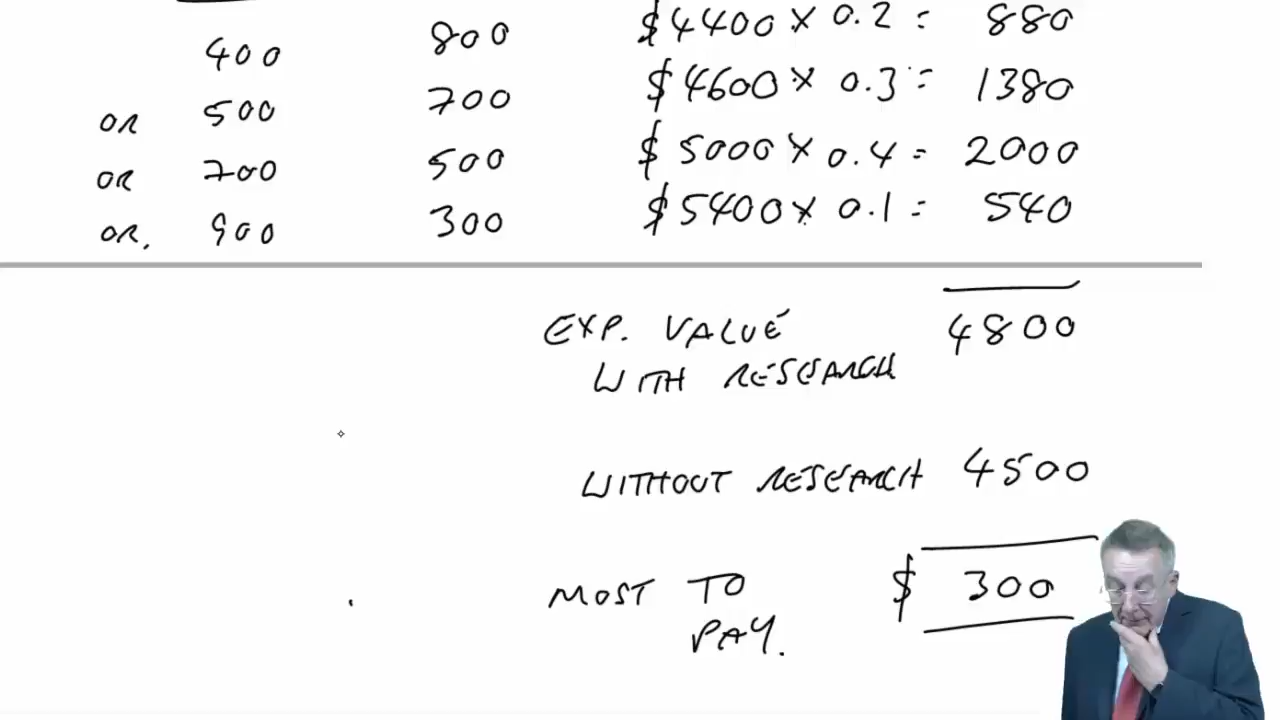 400 800 $4400 x 0.2 = 880
OR 500 700 $4600 x 0.3 = 1380
OR 700 500 $5000 x 0.4 = 2000
OR. 900 300 $5400 x 0.1 = 540
EXP. VALUE 4800
WITH RESEARCH
WITHOUT RESEARCH 4500
MOST TO $ 300
PAY.